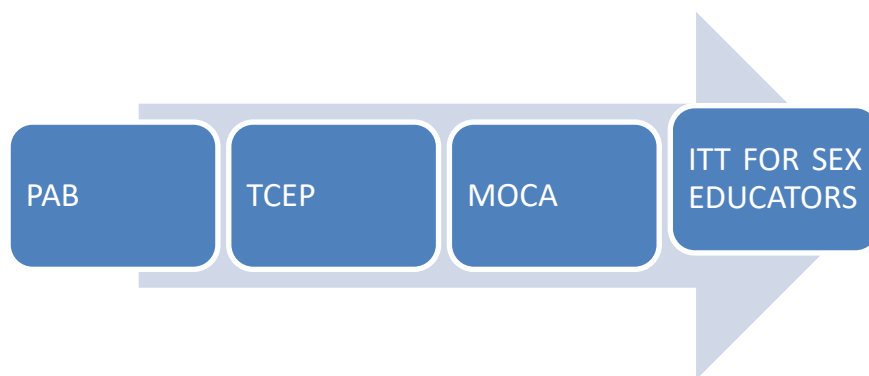 PAB
TCEP
MOCA
ITT FOR SEX
EDUCATORS